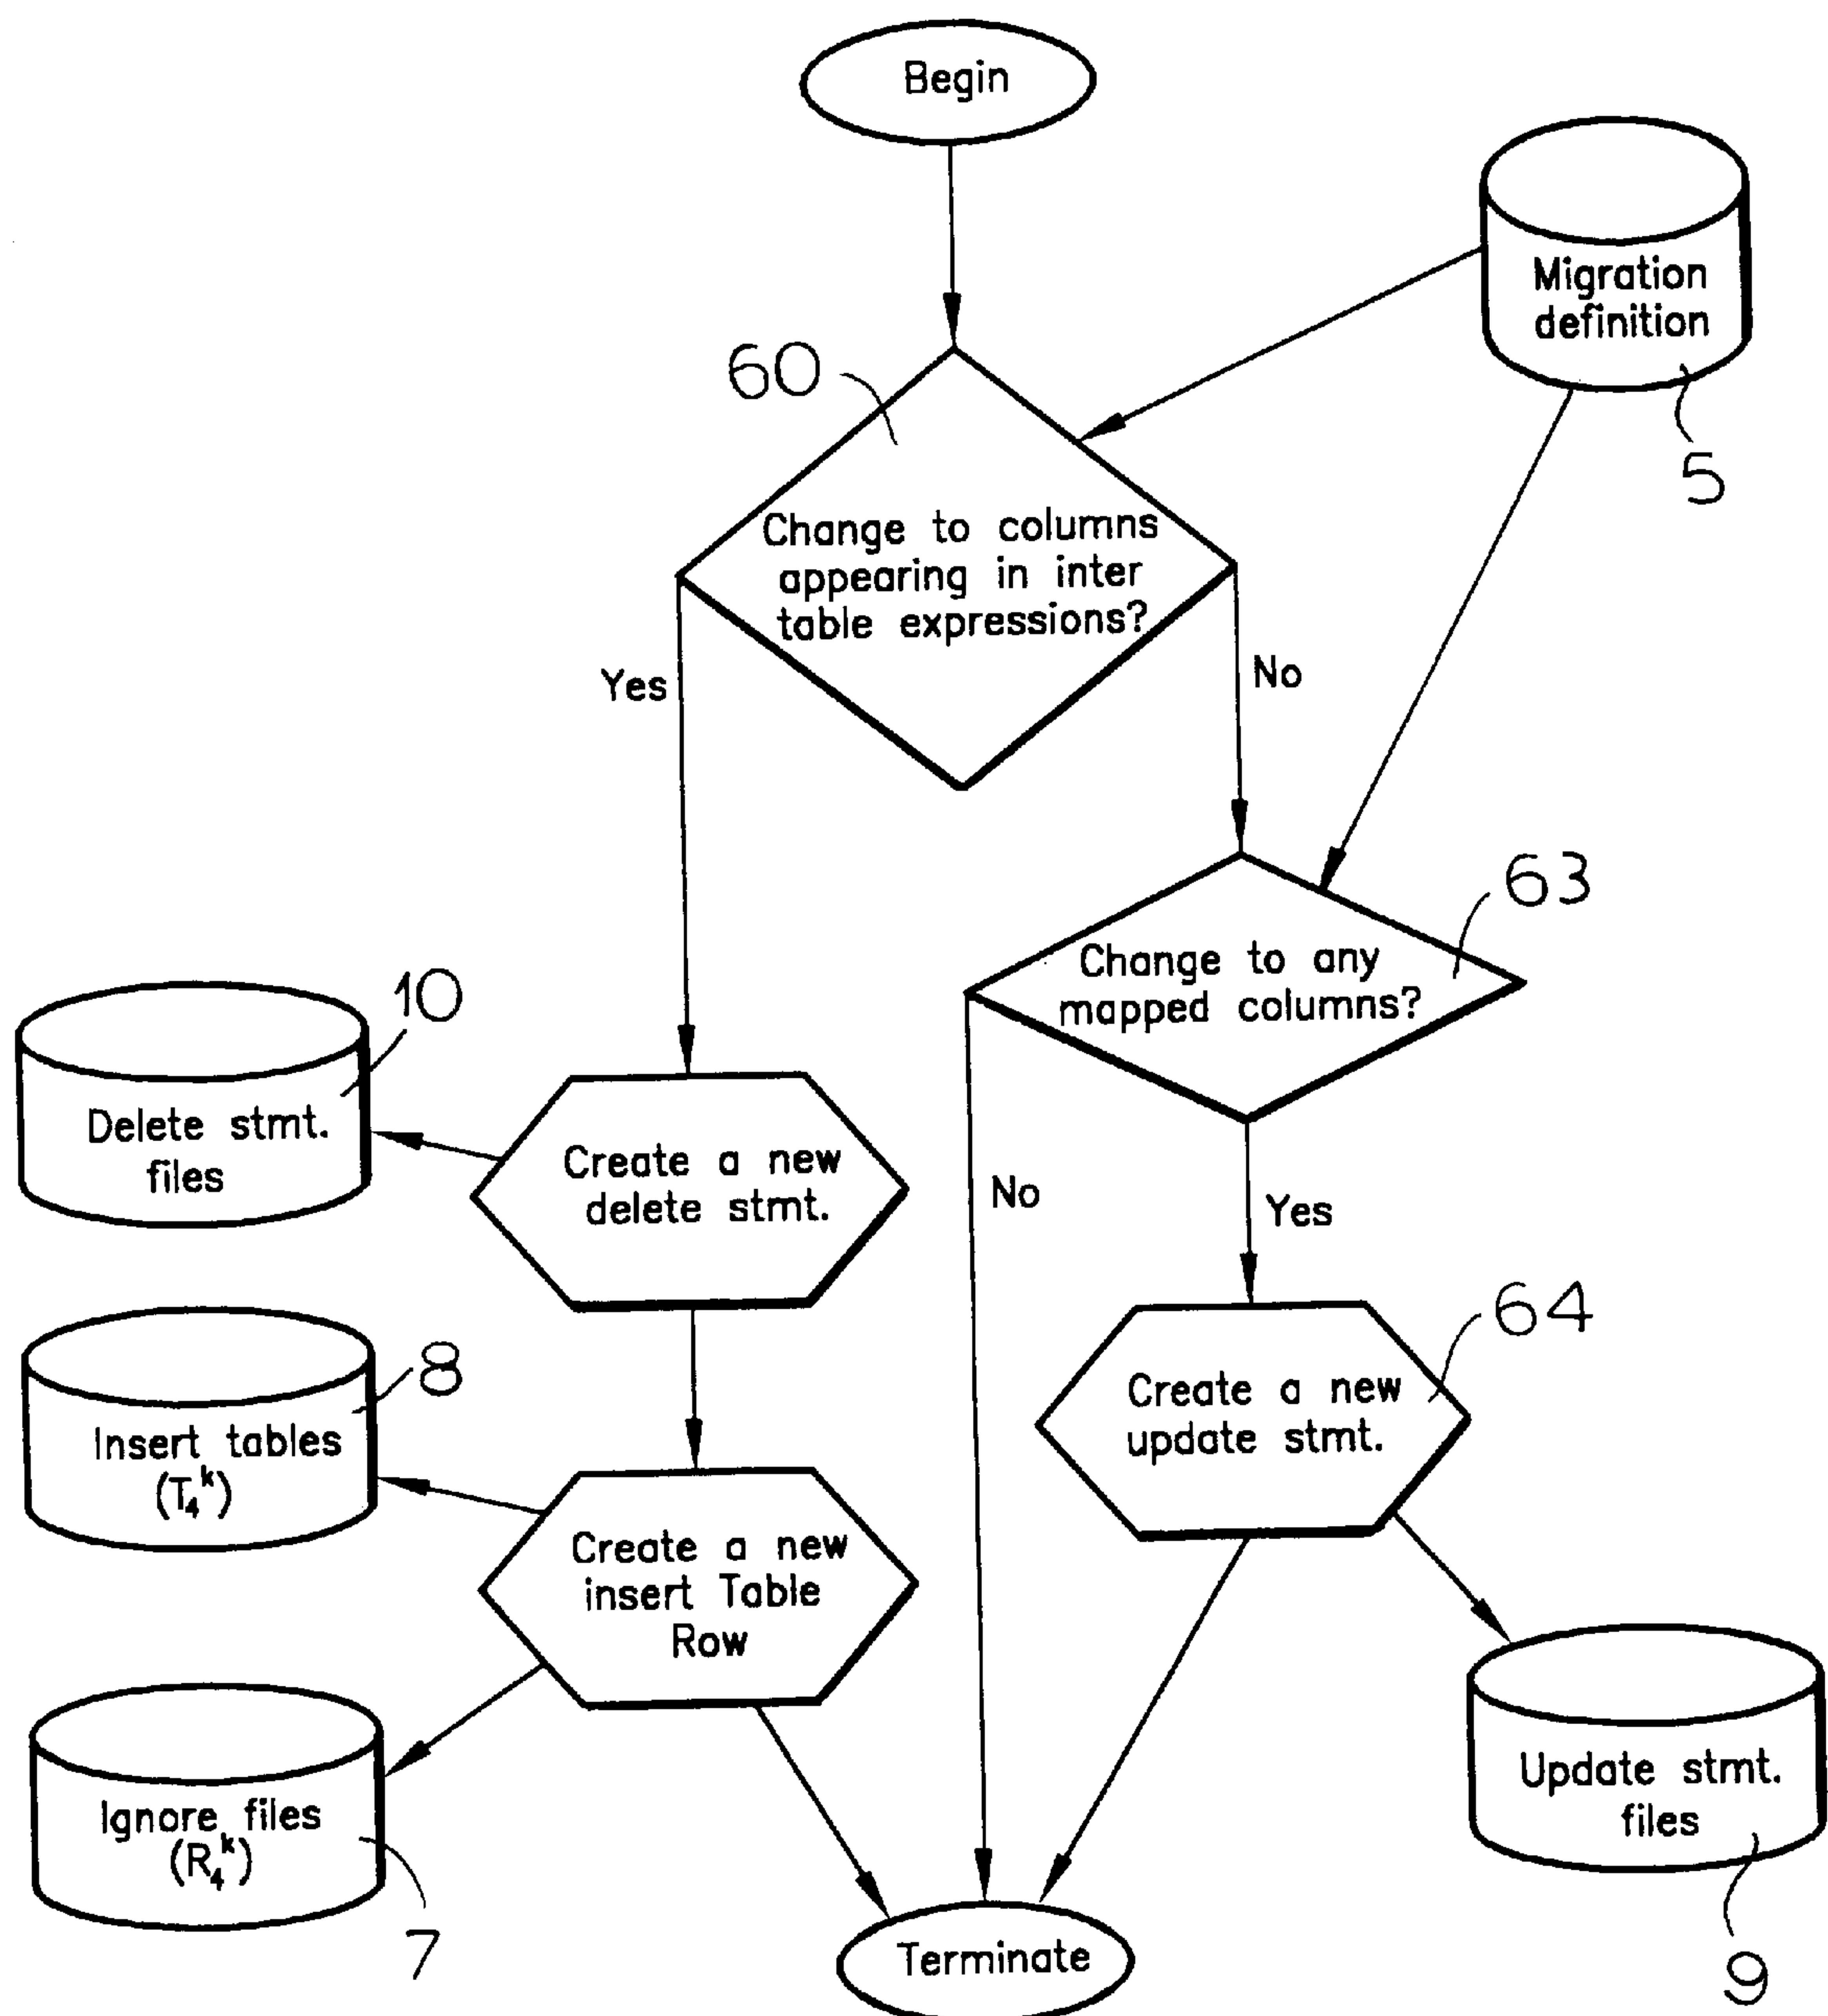 Begin
Migration
definition
5
60
Change to columns
appearing in inter
table expressions?
Yes
No
63
Change to any
mapped columns?
10
Delete stmt.
files
Create a new
delete stmt.
No
Yes
8
Insert tables
(T₄ᵏ)
64
Create a new
update stmt.
Create a new
insert Table
Row
Ignore files
(R₄ᵏ)
7
Update stmt.
files
9
Terminate